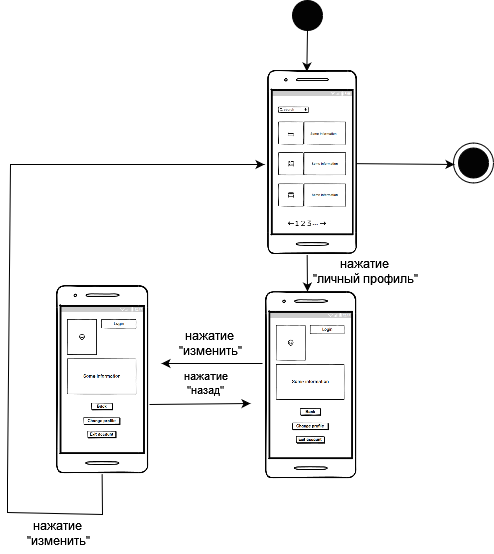 search
Some information
Some information
Some information
←1 2 3 ... →
нажатие
"личный профиль"
Login
Some information
Back
Change profile
Exit account
нажатие
"изменить"
нажатие
"назад"
Login
Some information
Back
Change profile
Exit account
нажатие
"изменить"